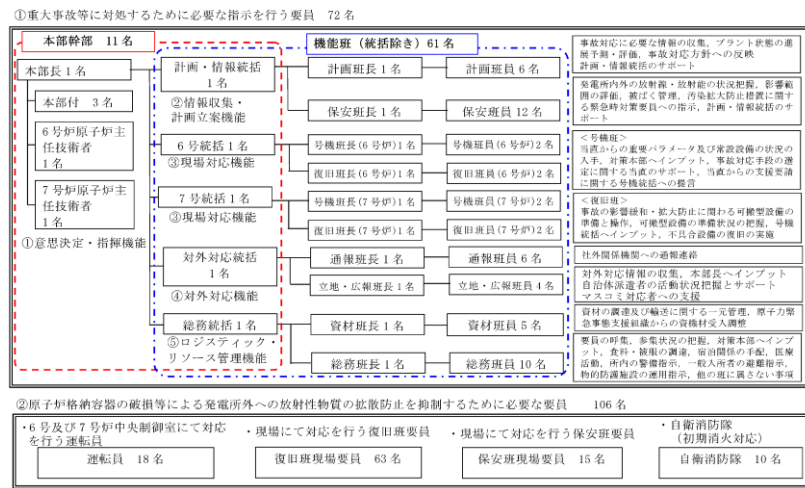 ①重大事故等に対処するために必要な指示を行う要員　72 名
本部幹部　11 名
機能班（統括除き）61 名
本部長 1 名
本部付　3 名
6 号炉原子炉主
任技術者
1 名
7 号炉原子炉主
任技術者
1 名
①意思決定・指揮機能
計画・情報統括
1 名
②情報収集・
計画立案機能
6 号統括 1 名
③現場対応機能
7 号統括 1 名
③現場対応機能
対外対応統括
1 名
④対外対応機能
総務統括 1 名
⑤ロジスティック・
リソース管理機能
計画班長 1 名
計画班員 6 名
保安班長 1 名
保安班員 12 名
号機班長(6 号炉)1 名
号機班員(6 号炉)2 名
復旧班長(6 号炉)1 名
復旧班員(6 号炉)2 名
号機班長(7 号炉)1 名
号機班員(7 号炉)2 名
復旧班長(7 号炉)1 名
復旧班員(7 号炉)2 名
通報班長 1 名
通報班員 6 名
立地・広報班長 1 名
立地・広報班員 4 名
資材班長 1 名
資材班員 5 名
総務班長 1 名
総務班員 10 名
事故対応に必要な情報の収集，プラント状態の進
展予測・評価，事故対応方針への反映
計画・情報統括のサポート
発電所内外の放射線・放射能の状況把握，影響範
囲の評価，被ばく管理，汚染拡大防止措置に関す
る緊急時対策要員への指示，計画・情報統括のサ
ポート
＜号機班＞
当直からの重要パラメータ及び常設設備の状況の
入手，対策本部へインプット，事故対応手段の選
定に関する当直のサポート，当直からの支援要請
に関する号機統括への提言
＜復旧班＞
事故の影響緩和・拡大防止に関わる可搬型設備の
準備と操作，可搬型設備の準備状況の把握，号機
統括へインプット，不具合設備の復旧の実施
社外関係機関への通報連絡
対外対応情報の収集，本部長へインプット
自治体派遣者の活動状況把握とサポート
マスコミ対応者への支援
資材の調達及び輸送に関する一元管理，原子力緊
急事態支援組織からの資機材受入調整
要員の呼集，参集状況の把握，対策本部へインプ
ット，食料・被服の調達，宿泊関係の手配，医療
活動，所内の警備指示，一般入所者の避難指示，
物的防護施設の運用指示，他の班に属さない事項
②原子炉格納容器の破損等による発電所外への放射性物質の拡散防止を抑制するために必要な要員　　106 名
・6 号及び 7 号炉中央制御室にて対応
を行う運転員
運転員　18 名
・現場にて対応を行う復旧班要員
復旧班現場要員　63 名
・現場にて対応を行う保安班要員
保安班現場要員　15 名
・自衛消防隊
（初期消火対応）
自衛消防隊　10 名